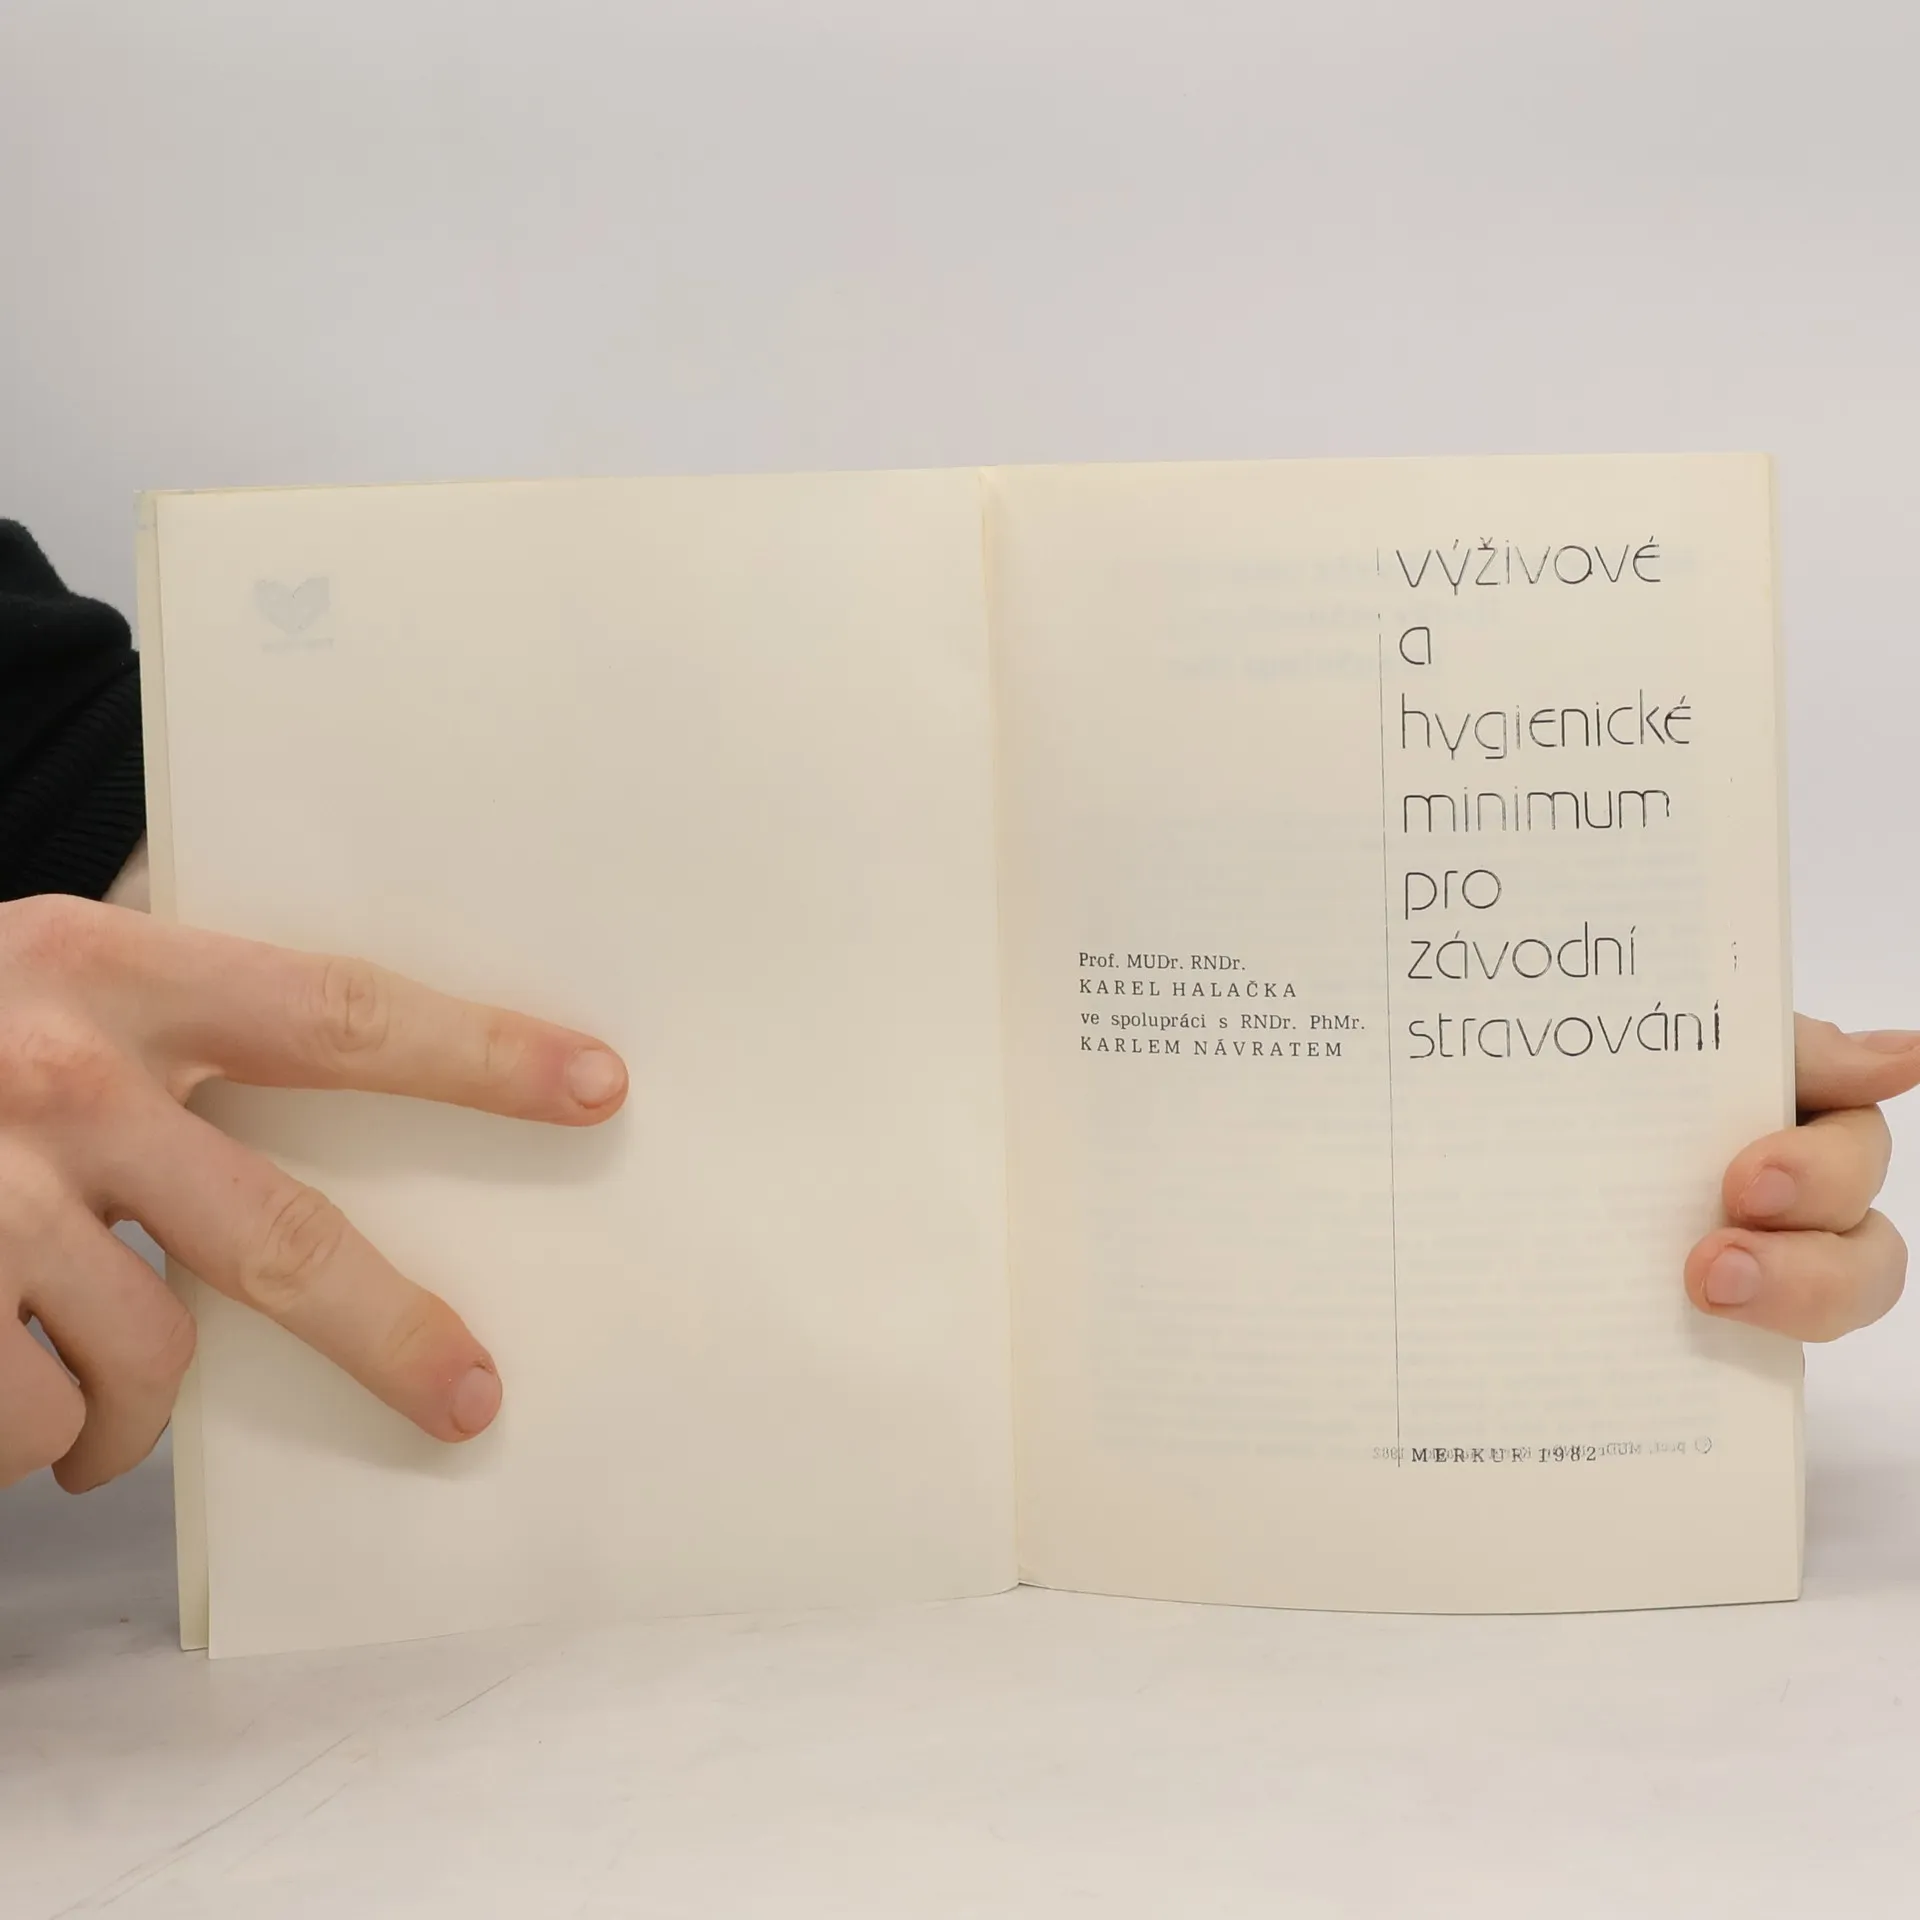 výživové
a
hygienické
minimum
pro
závodní
stravování
Prof. MUDr. RNDr.
KAREL HALAČKA
ve spolupráci s RNDr. PhMr.
KARLEM NÁVRATEM
MERKUR 1982